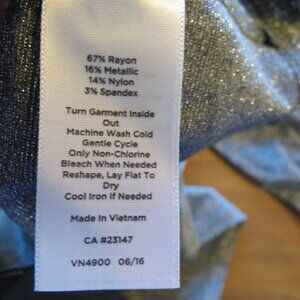 67% Rayon
16% Metallic
14% Nylon
3% Spandex
Turn Garment Inside
Out
Machine Wash Cold
Gentle Cycle
Only Non-Chlorine
Bleach When Needed
Reshape, Lay Flat To
Dry
Cool Iron if Needed
Made In Vietnam
CA #23147
VN4900 06/16